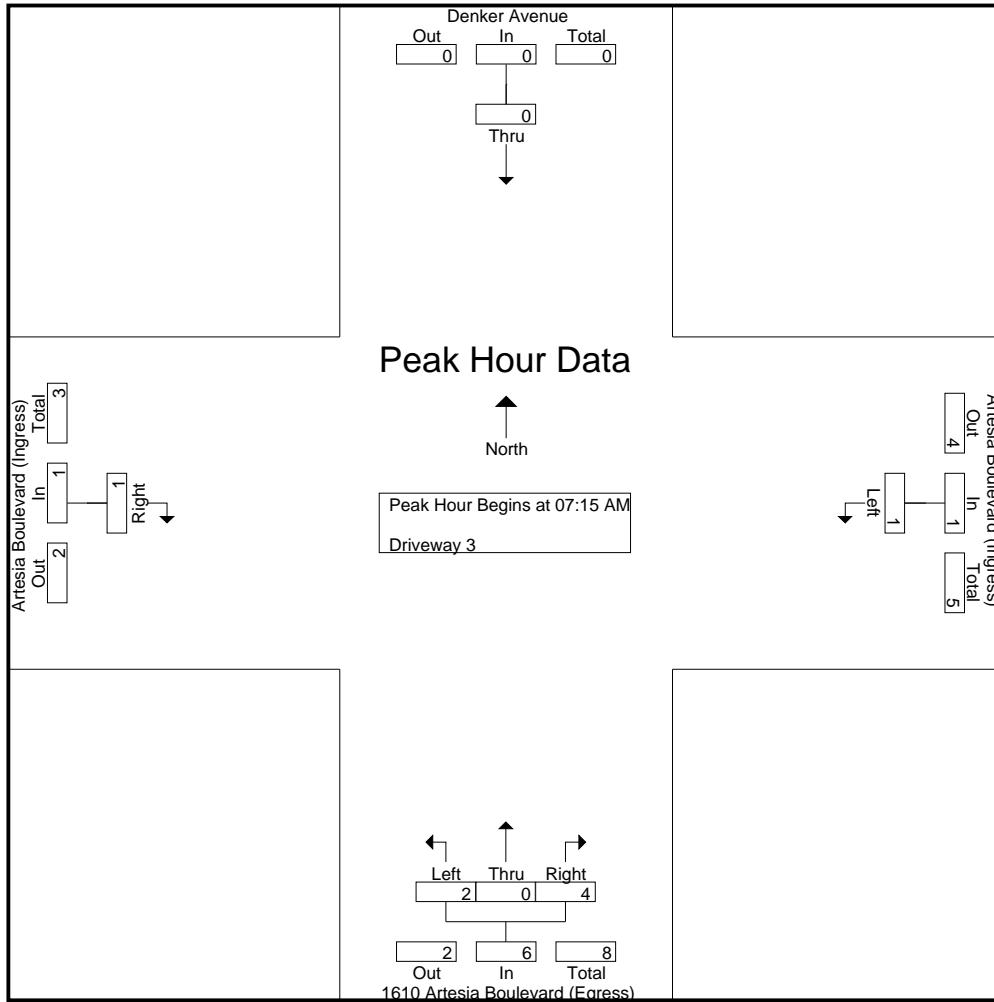 Denker Avenue
Out In Total
0 0 0
0
Thru
Peak Hour Data
North
Peak Hour Begins at 07:15 AM
Driveway 3
Artesia Boulevard (Ingress)
Total In Out
3 1 2
1
Right
Artesia Boulevard (Ingress)
Out In Total
4 1 5
1
Left
Left Thru Right
2 0 4
2 6 8
Out In Total
1610 Artesia Boulevard (Egress)